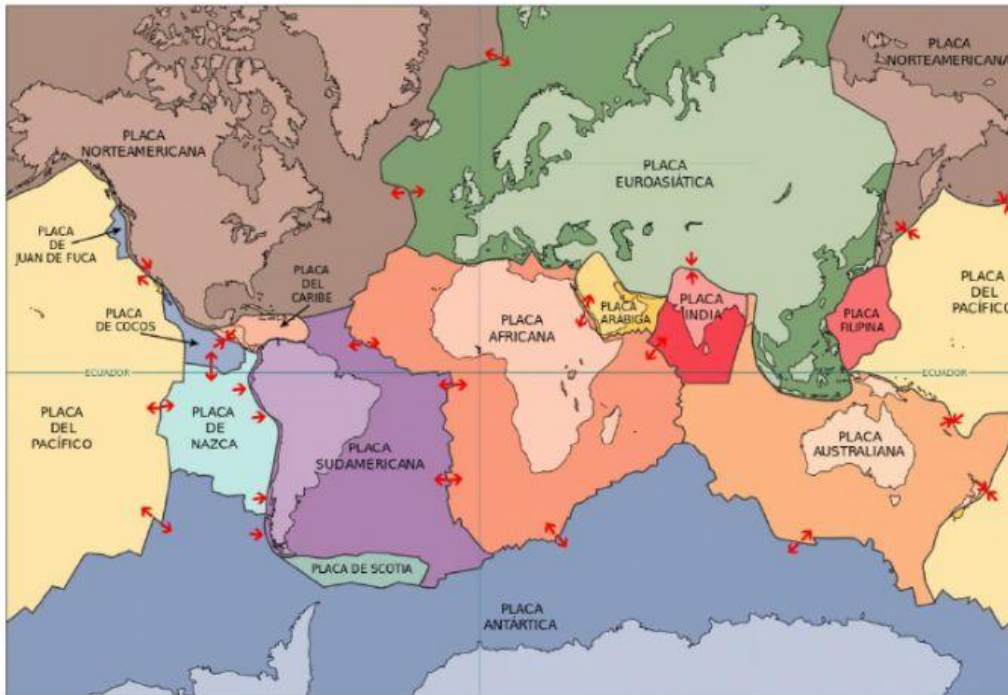 PLACA
NORTEAMERICANA
PLACA
NORTEAMERICANA
PLACA
EUROASIÁTICA
PLACA
DE
JUAN DE FUCA
PLACA
DEL
CARIBE
PLACA
DE COCOS
PLACA
ARÁBIGA
PLACA
INDIA
PLACA
DEL
PACÍFICO
PLACA
FILIPINA
PLACA
AFRICANA
ECUADOR
ECUADOR
PLACA
DEL
PACÍFICO
PLACA
DE
NAZCA
PLACA
SUDAMERICANA
PLACA
AUSTRALIANA
PLACA DE SCOTIA
PLACA
ANTÁRTICA